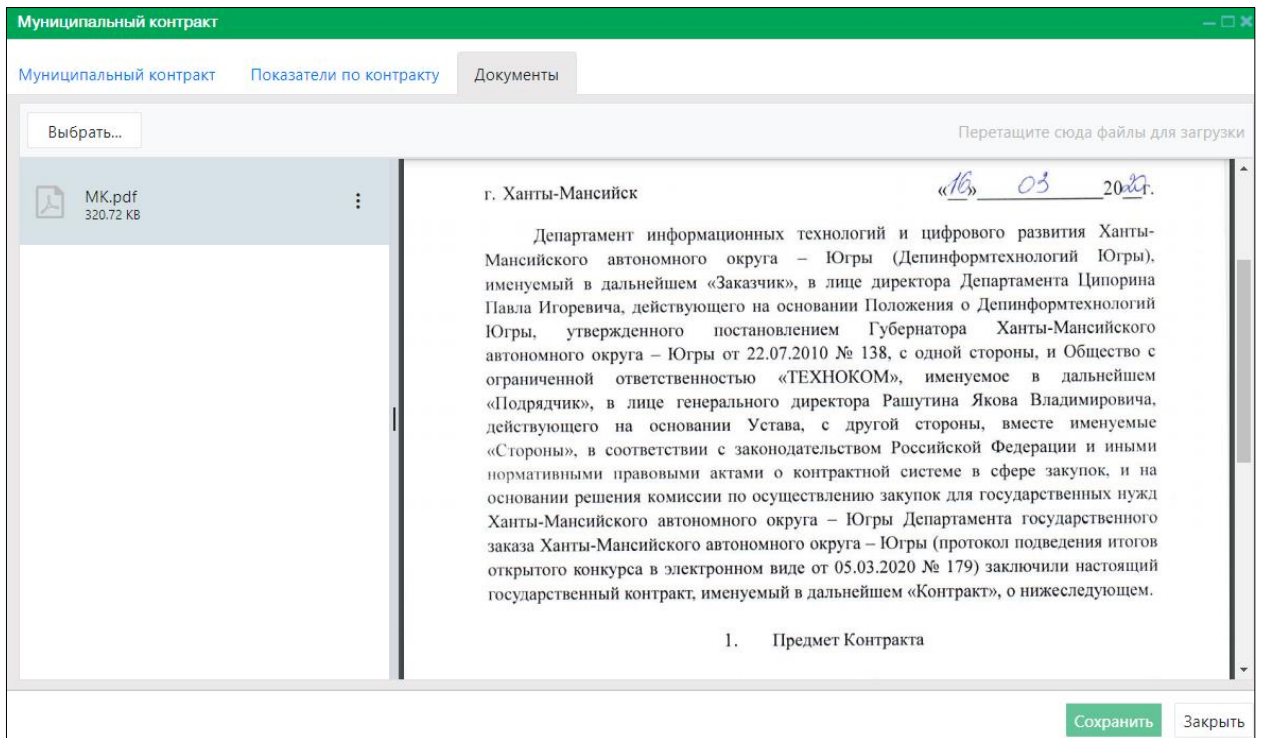 Муниципальный контракт
Муниципальный контракт Показатели по контракту Документы
Выбрать... Перетащите сюда файлы для загрузки
МК.pdf
320.72 KB
г. Ханты-Мансийск «16» 03 2020г.
Департамент информационных технологий и цифрового развития Ханты-
Мансийского автономного округа – Югры (Депинформтехнологий Югры),
именуемый в дальнейшем «Заказчик», в лице директора Департамента Ципорина
Павла Игоревича, действующего на основании Положения о Депинформтехнологий
Югры, утвержденного постановлением Губернатора Ханты-Мансийского
автономного округа – Югры от 22.07.2010 № 138, с одной стороны, и Общество с
ограниченной ответственностью «ТЕХНОКОМ», именуемое в дальнейшем
«Подрядчик», в лице генерального директора Рашутина Якова Владимировича,
действующего на основании Устава, с другой стороны, вместе именуемые
«Стороны», в соответствии с законодательством Российской Федерации и иными
нормативными правовыми актами о контрактной системе в сфере закупок, и на
основании решения комиссии по осуществлению закупок для государственных нужд
Ханты-Мансийского автономного округа – Югры Департамента государственного
заказа Ханты-Мансийского автономного округа – Югры (протокол подведения итогов
открытого конкурса в электронном виде от 05.03.2020 № 179) заключили настоящий
государственный контракт, именуемый в дальнейшем «Контракт», о нижеследующем.
1. Предмет Контракта
Сохранить Закрыть